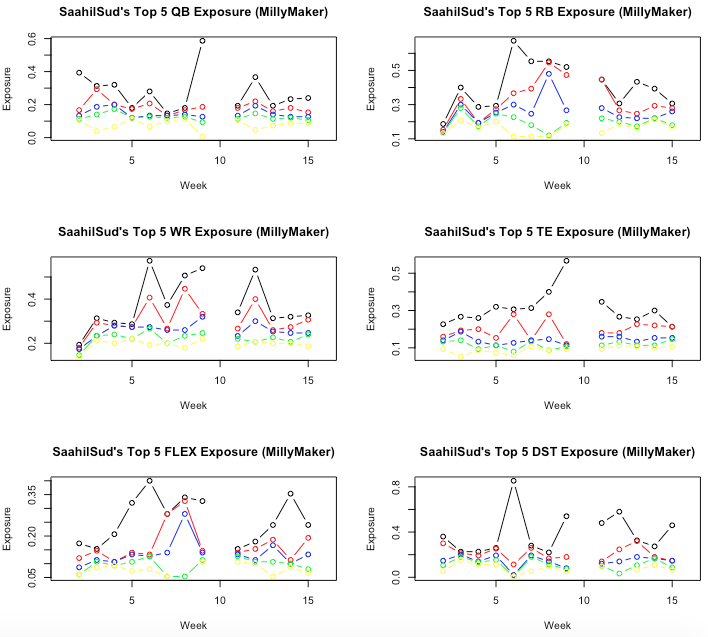 SaahilSud's Top 5 QB Exposure (MillyMaker)
Exposure
0.0 0.2 0.4 0.6
5 10 15
Week
SaahilSud's Top 5 RB Exposure (MillyMaker)
Exposure
0.1 0.3 0.5
5 10 15
Week
SaahilSud's Top 5 WR Exposure (MillyMaker)
Exposure
0.2 0.4
5 10 15
Week
SaahilSud's Top 5 TE Exposure (MillyMaker)
Exposure
0.1 0.3 0.5
5 10 15
Week
SaahilSud's Top 5 FLEX Exposure (MillyMaker)
Exposure
0.05 0.20 0.35
5 10 15
Week
SaahilSud's Top 5 DST Exposure (MillyMaker)
Exposure
0.0 0.4 0.8
5 10 15
Week